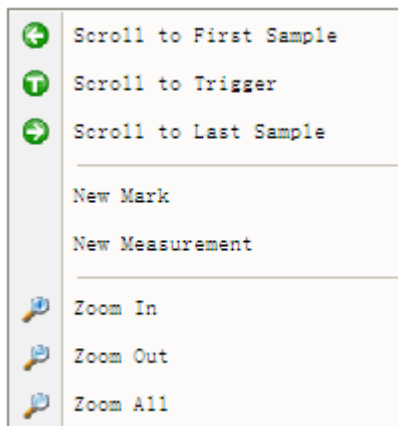 Scroll to First Sample
T Scroll to Trigger
Scroll to Last Sample
New Mark
New Measurement
Zoom In
Zoom Out
Zoom All